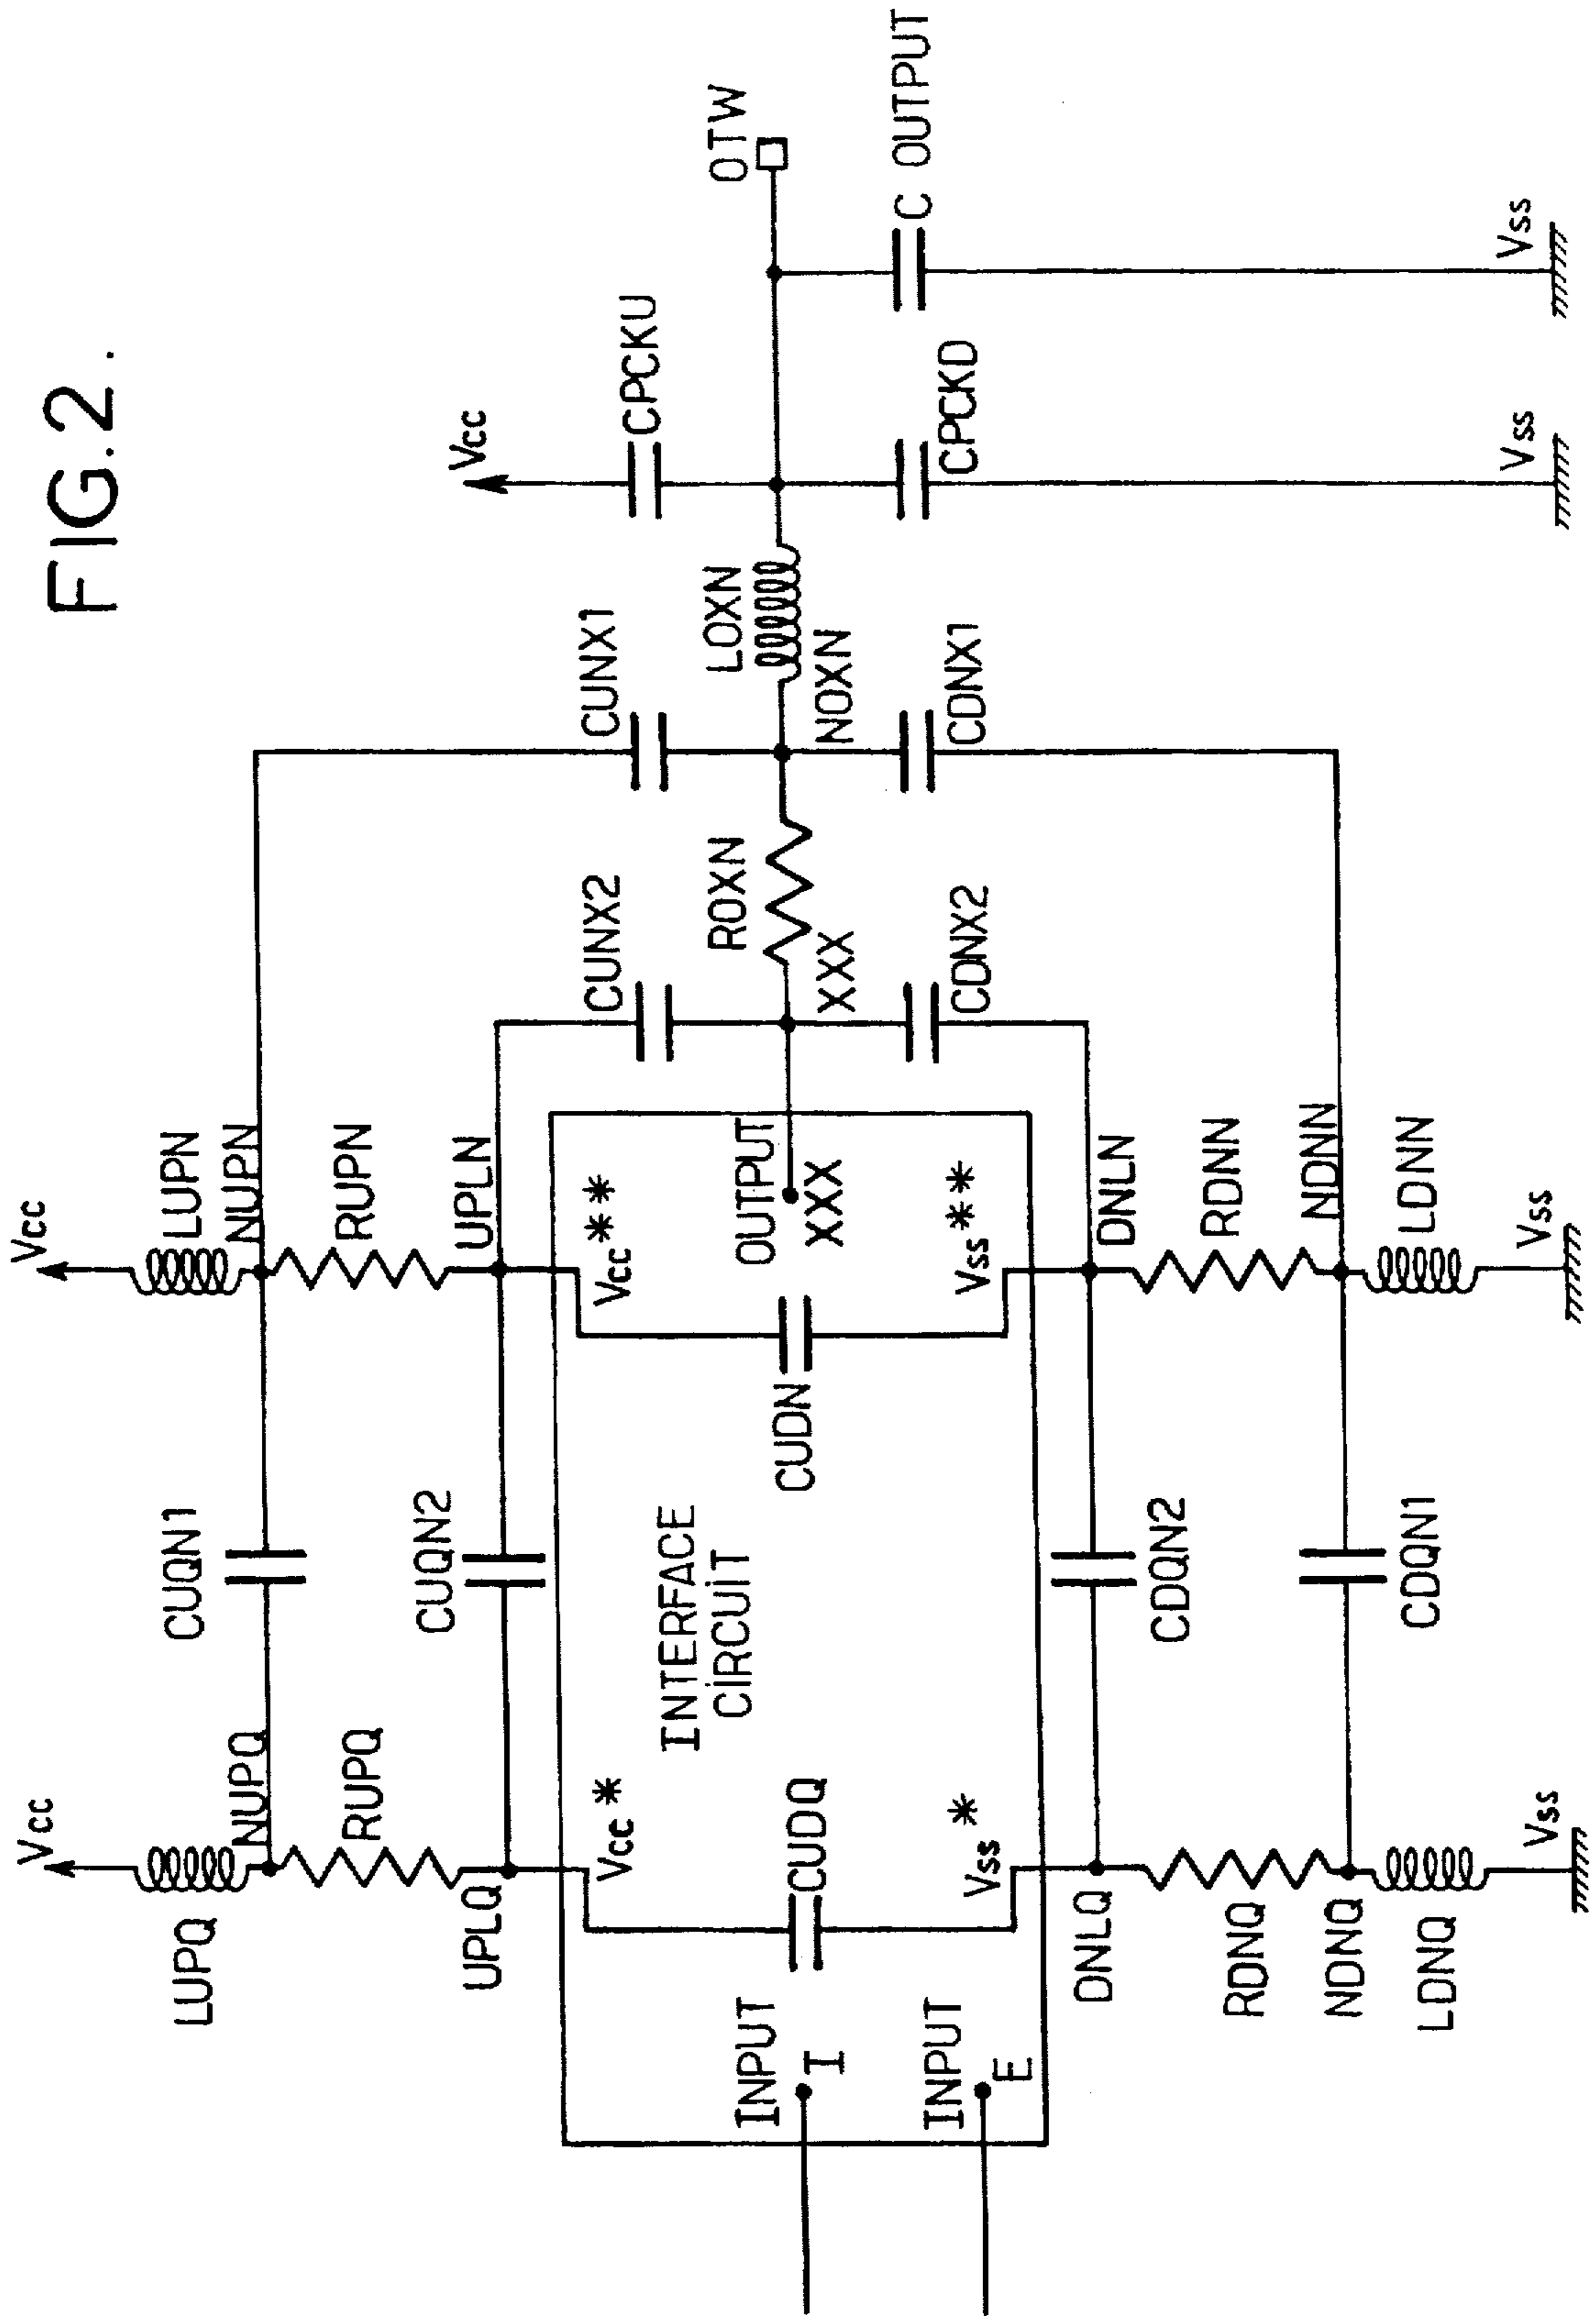 FIG.2.
Vcc
LUPQ
NUPQ
RUPQ
UPLQ
CUQN1
CUQN2
Vcc
LUPN
NUPN
RUPN
UPLN
CUNX2
CUNX1
Vcc
CPCKU
INPUT
I
INPUT
E
Vcc*
CUDQ
Vss*
INTERFACE
CIRCUIT
Vcc**
CUDN
Vss**
OUTPUT
XXX
XXX
ROXN
NOXN
LOXN
OTW
DNLQ
RDNQ
NDNQ
LDNQ
Vss
CDQN2
CDQN1
DNLN
RDNN
NDNN
LDNN
Vss
CDNX2
CDNX1
CPCKD
Vss
C OUTPUT
Vss